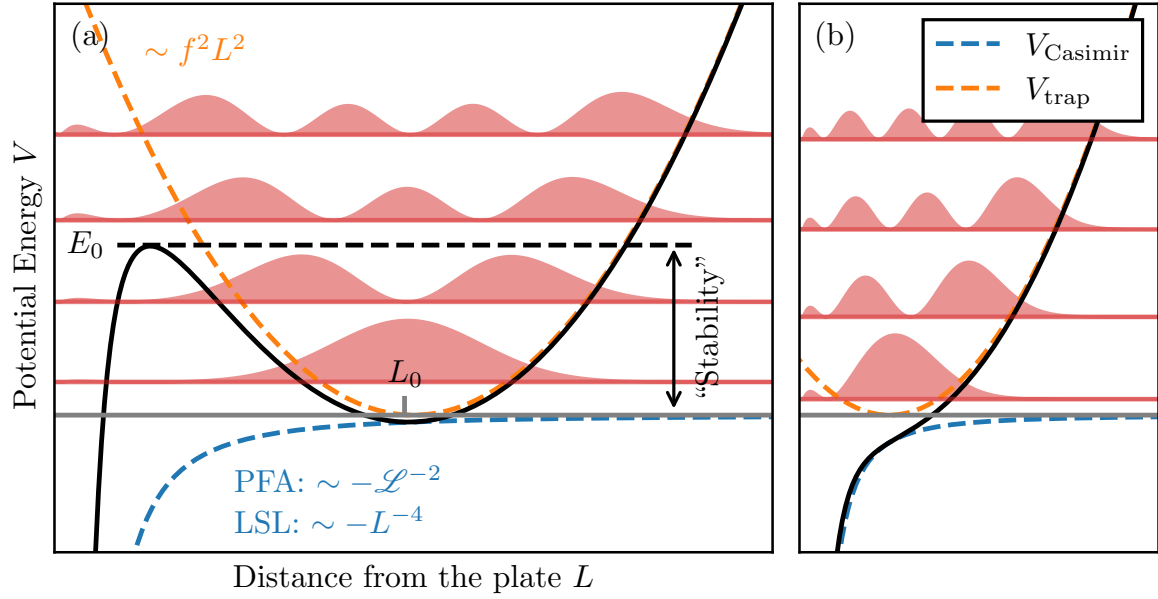 (a)
∼ f²L²
E₀
L₀
“Stability”
PFA: ∼ −ℒ⁻²
LSL: ∼ −L⁻⁴
Potential Energy V
Distance from the plate L
(b)
V_Casimir
V_trap